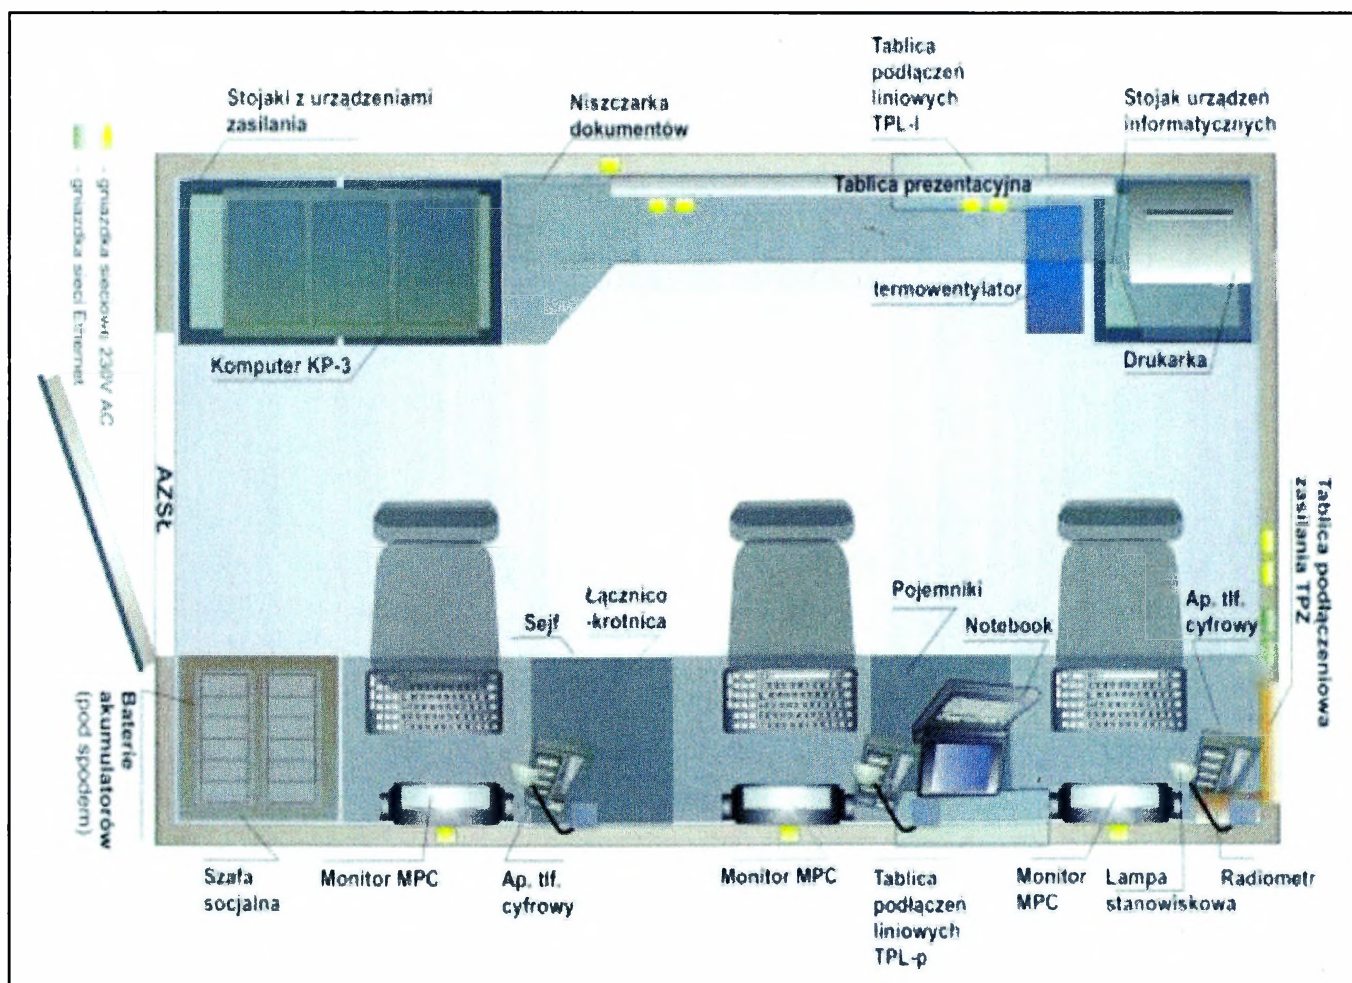 Tablica
podłączeń
liniowych
TPL-l
Stojaki z urządzeniami
zasilania
Niszczarka
dokumentów
Stojak urządzeń
informatycznych
- gniazdka sieciowe 230V AC
- gniazdka sieci Ethernet
Tablica prezentacyjna
termowentylator
Komputer KP-3
Drukarka
AZSŁ
Tablica podłączeniowa
zasilania TPZ
Łącznico
-krotnica
Sejf
Pojemniki
Notebook
Ap. tlf.
cyfrowy
Baterie
akumulatorów
(pod spodem)
Szafa
socjalna
Monitor MPC
Ap. tlf.
cyfrowy
Monitor MPC
Tablica
podłączeń
liniowych
TPL-p
Monitor
MPC
Lampa
stanowiskowa
Radiometr